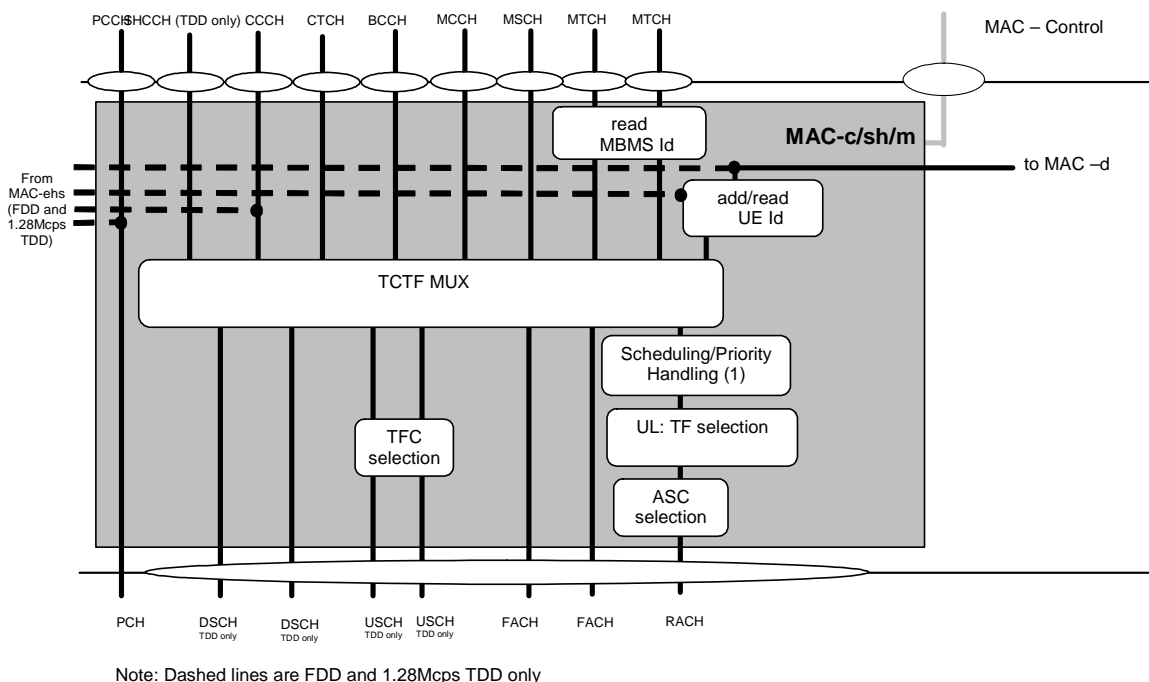 PCCH SHCCH (TDD only) CCCH CTCH BCCH MCCH MSCH MTCH MTCH
MAC – Control
read
MBMS Id
MAC-c/sh/m
to MAC –d
From
MAC-ehs
(FDD and
1.28Mcps
TDD)
add/read
UE Id
TCTF MUX
Scheduling/Priority
Handling (1)
UL: TF selection
TFC
selection
ASC
selection
PCH DSCH DSCH USCH USCH FACH FACH RACH
TDD only TDD only TDD only TDD only
Note: Dashed lines are FDD and 1.28Mcps TDD only